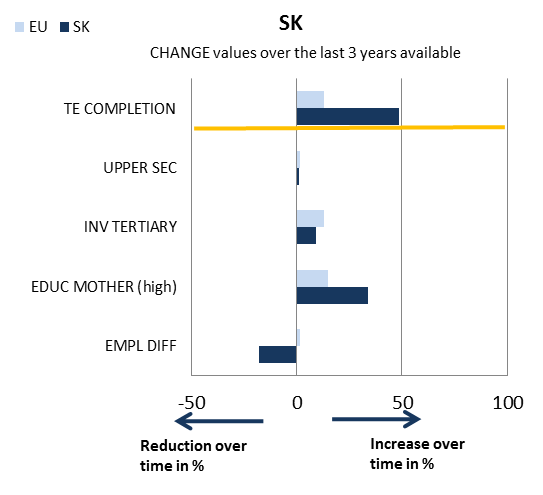 SK
EU SK
CHANGE values over the last 3 years available
TE COMPLETION
UPPER SEC
INV TERTIARY
EDUC MOTHER (high)
EMPL DIFF
-50 0 50 100
Reduction over
time in %
Increase over
time in %